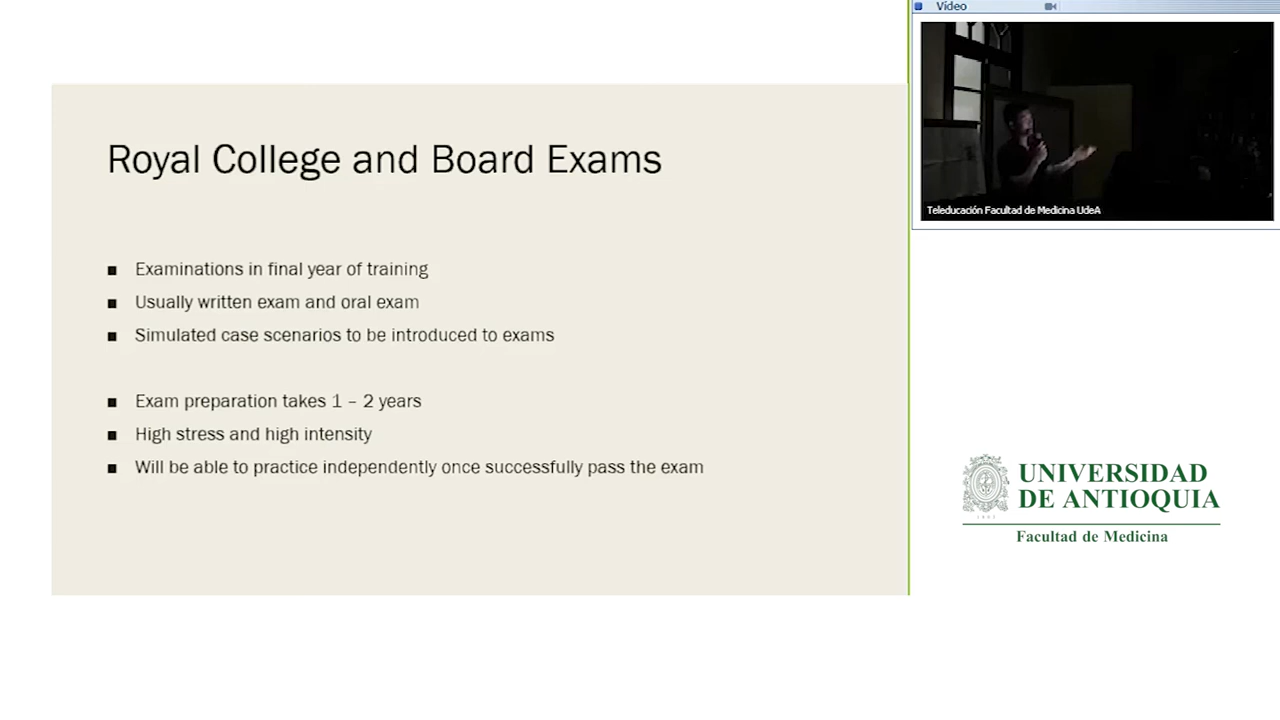 Royal College and Board Exams
■ Examinations in final year of training
■ Usually written exam and oral exam
■ Simulated case scenarios to be introduced to exams
■ Exam preparation takes 1 – 2 years
■ High stress and high intensity
■ Will be able to practice independently once successfully pass the exam
Vídeo
Teleducación Facultad de Medicina UdeA
UNIVERSIDAD
DE ANTIOQUIA
Facultad de Medicina